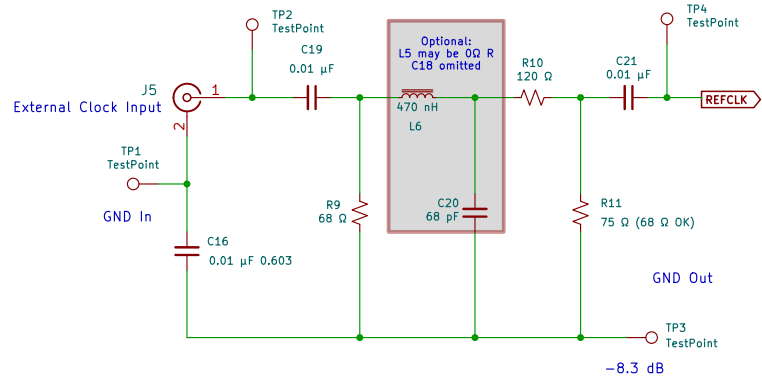 TP2
TestPoint
TP4
TestPoint
Optional:
L5 may be 0Ω R
C18 omitted
C19
0.01 µF
R10
120 Ω
C21
0.01 µF
J5
1
External Clock Input
2
470 nH
L6
REFCLK
TP1
TestPoint
GND In
R9
68 Ω
C20
68 pF
R11
75 Ω (68 Ω OK)
C16
0.01 µF 0.603
GND Out
TP3
TestPoint
−8.3 dB